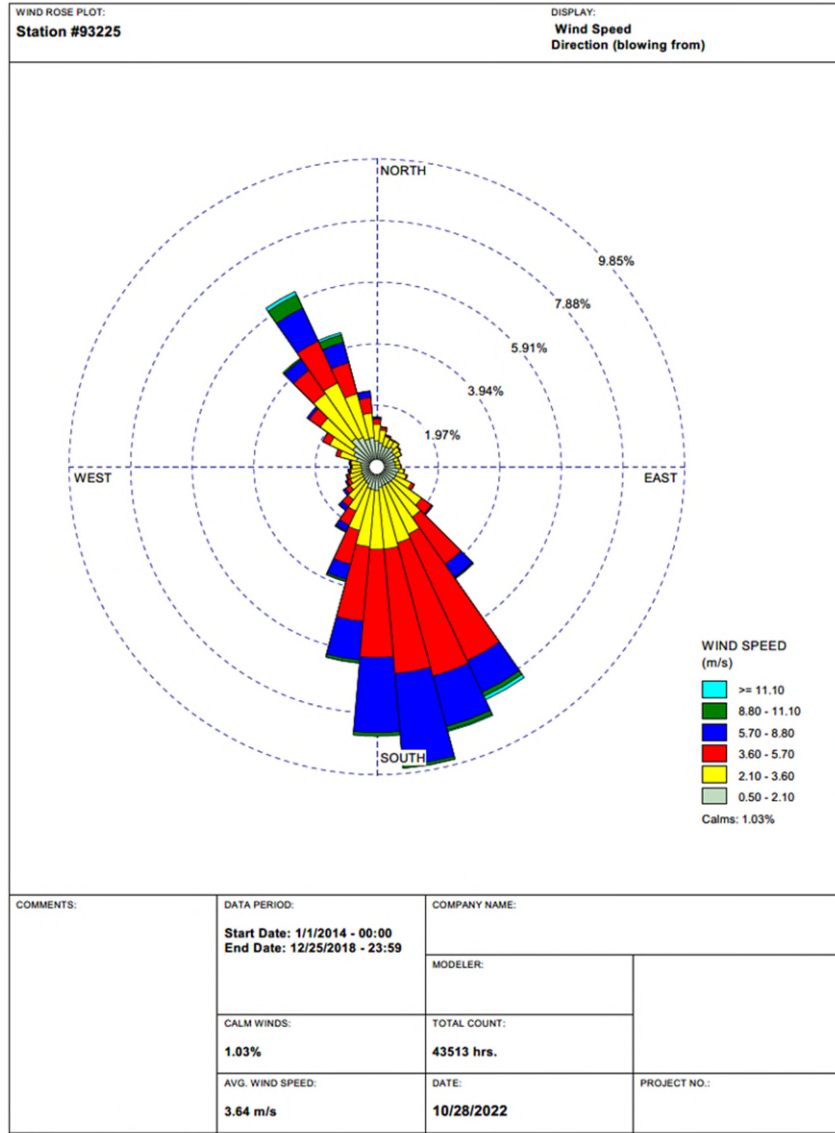 WIND ROSE PLOT:
Station #93225
DISPLAY:
Wind Speed
Direction (blowing from)
NORTH
9.85%
7.88%
5.91%
3.94%
1.97%
WEST
EAST
SOUTH
WIND SPEED
(m/s)
>= 11.10
8.80 - 11.10
5.70 - 8.80
3.60 - 5.70
2.10 - 3.60
0.50 - 2.10
Calms: 1.03%
COMMENTS:
DATA PERIOD:
Start Date: 1/1/2014 - 00:00
End Date: 12/25/2018 - 23:59
COMPANY NAME:
MODELER:
CALM WINDS:
1.03%
TOTAL COUNT:
43513 hrs.
AVG. WIND SPEED:
3.64 m/s
DATE:
10/28/2022
PROJECT NO.: